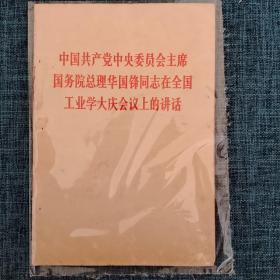 中国共产党中央委员会主席
国务院总理华国锋同志在全国
工业学大庆会议上的讲话